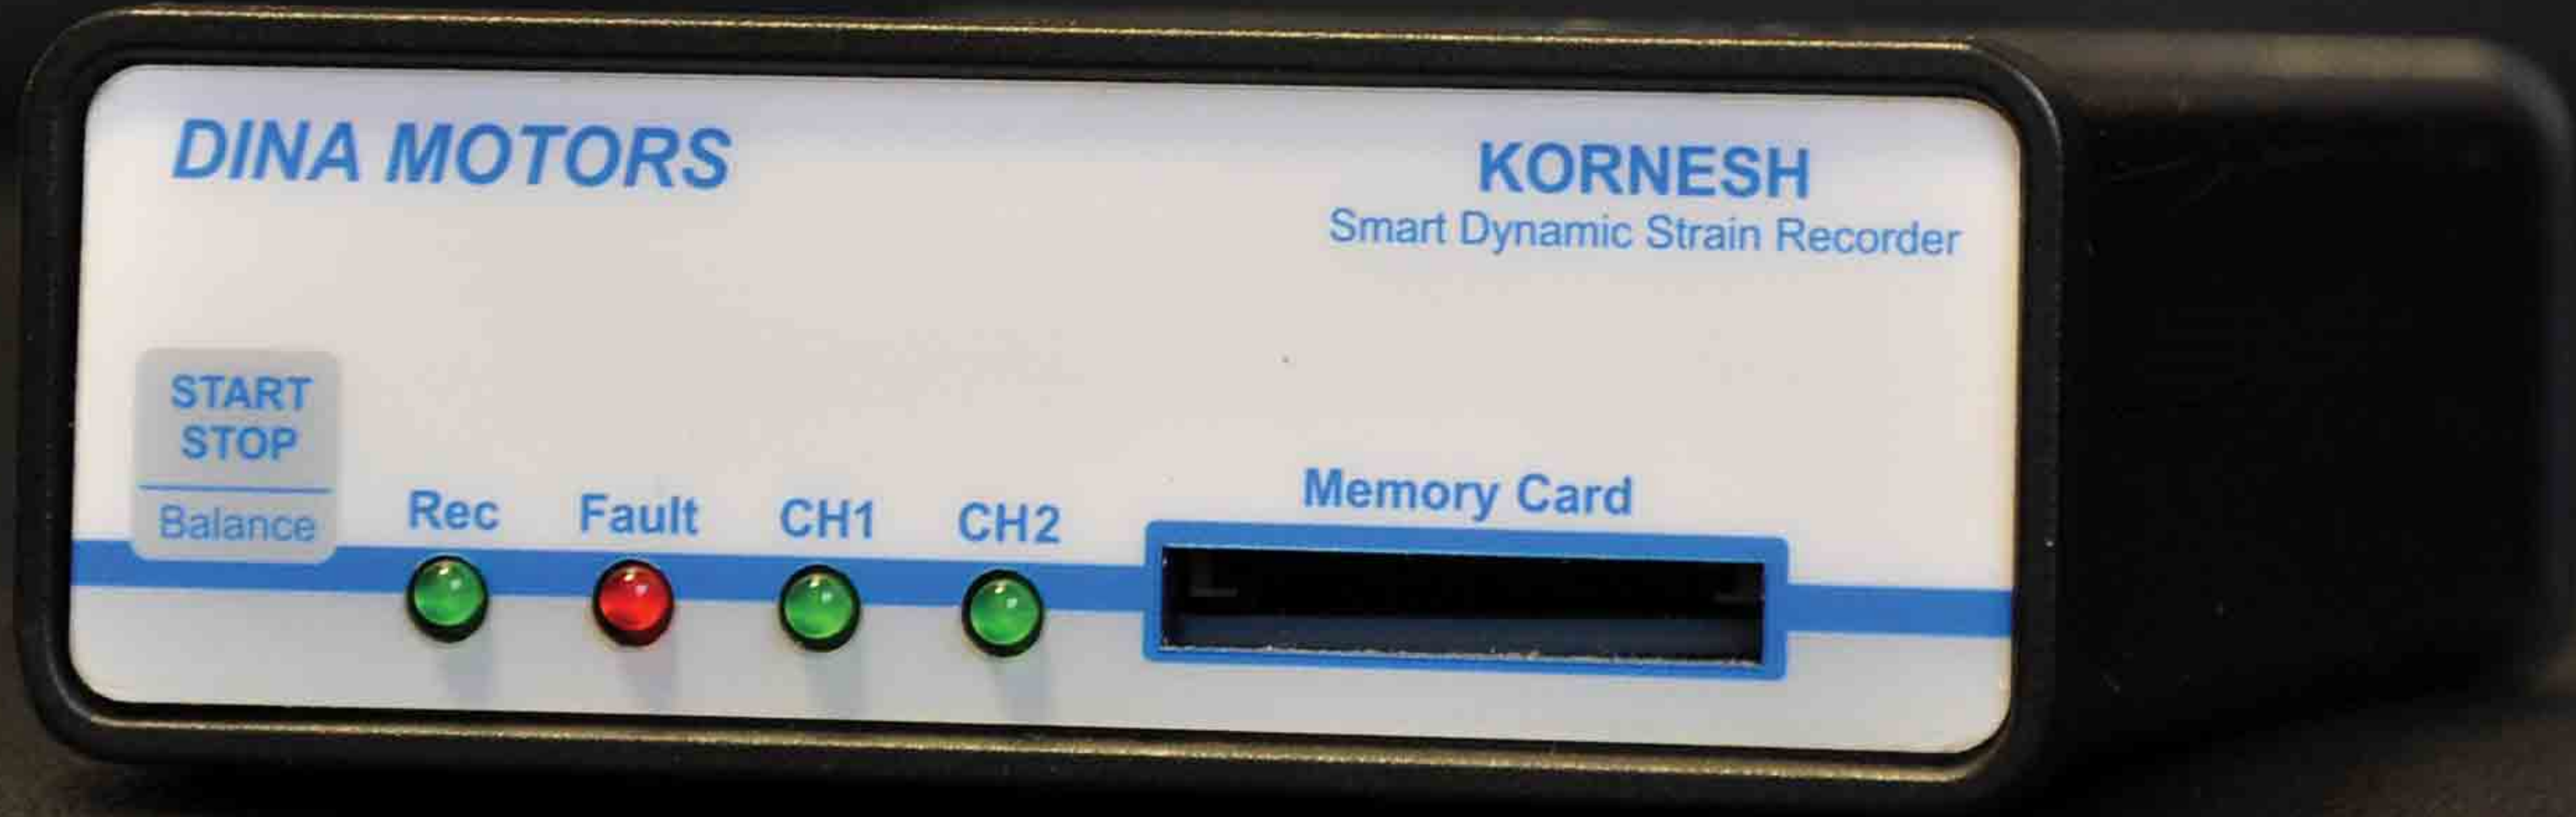 DINA MOTORS
KORNESH
Smart Dynamic Strain Recorder
START
STOP
Balance
Rec
Fault
CH1
CH2
Memory Card